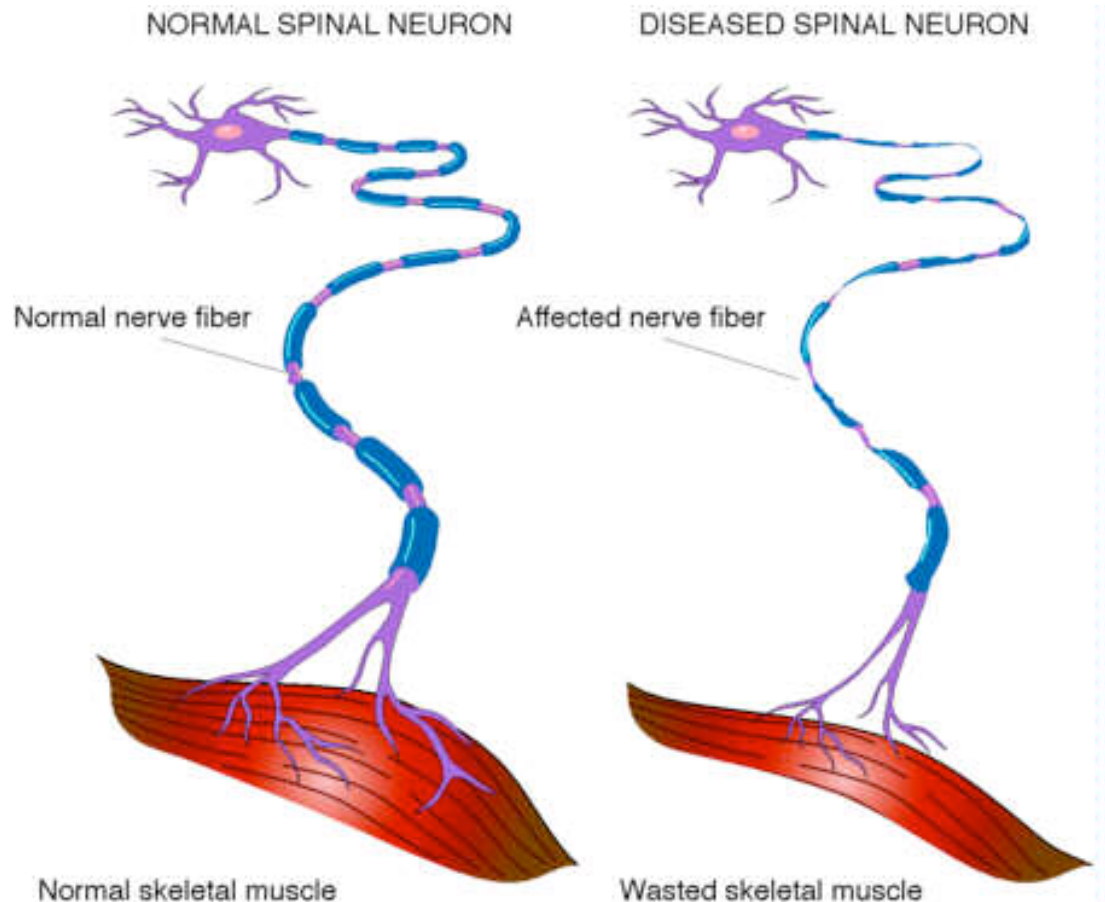 NORMAL SPINAL NEURON
DISEASED SPINAL NEURON
Normal nerve fiber
Affected nerve fiber
Normal skeletal muscle
Wasted skeletal muscle